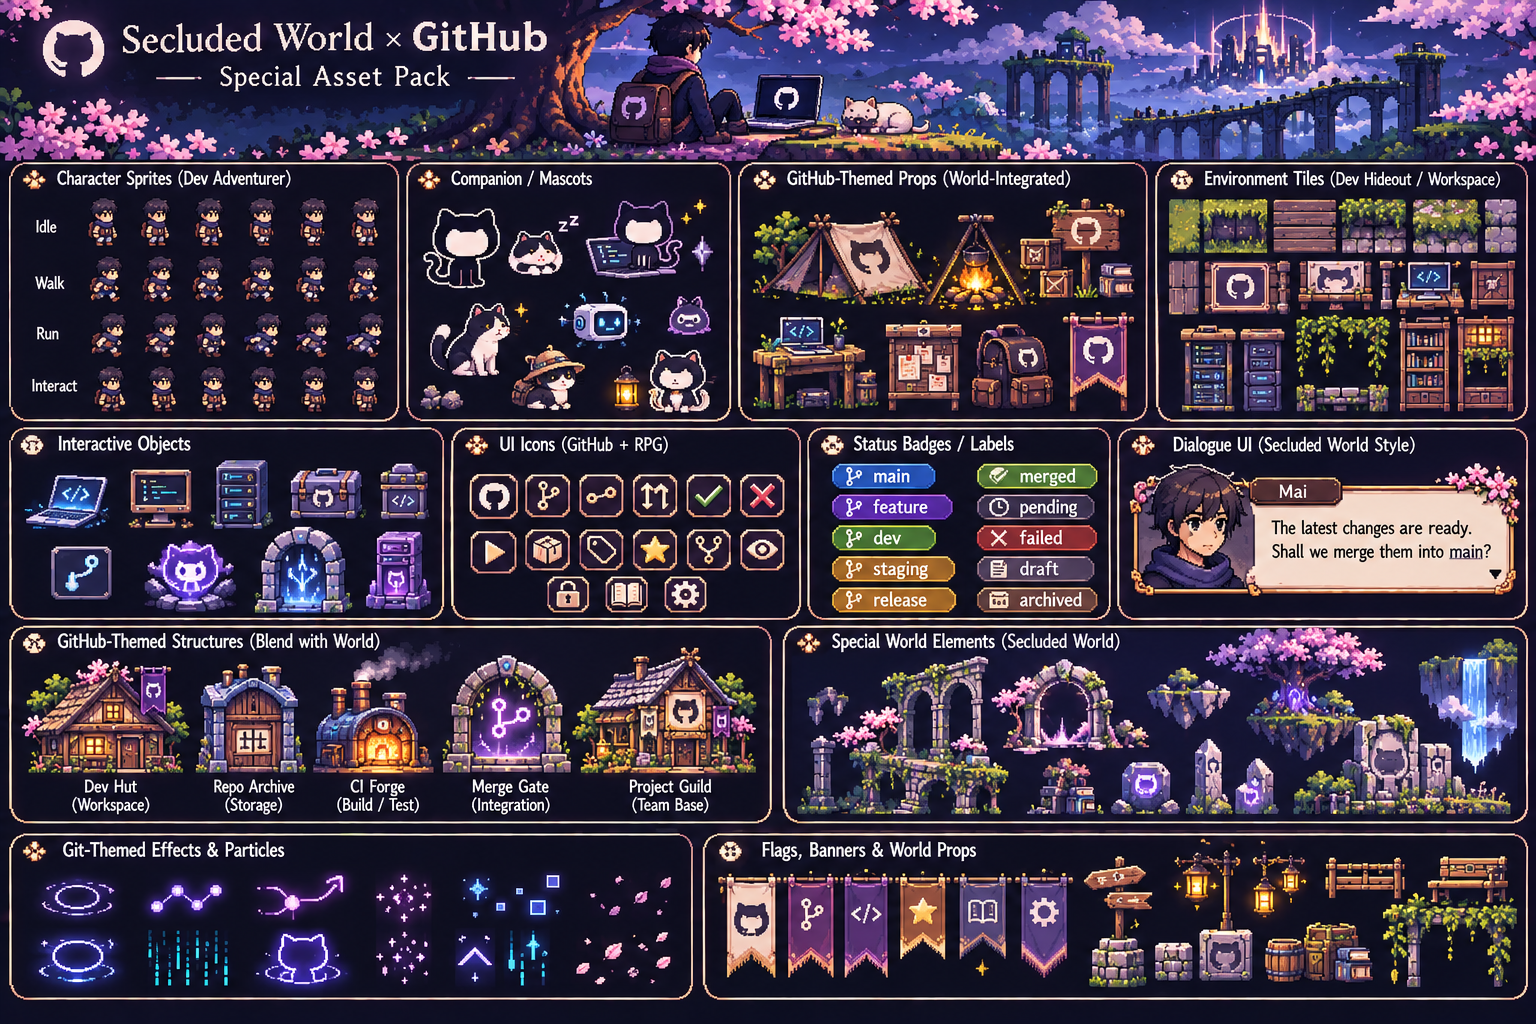 Secluded World × GitHub
Special Asset Pack
Character Sprites (Dev Adventurer)
Idle
Walk
Run
Interact
Companion / Mascots
z z
GitHub-Themed Props (World-Integrated)
</>
Environment Tiles (Dev Hideout / Workspace)
</>
Interactive Objects
</>
</>
UI Icons (GitHub + RPG)
Status Badges / Labels
main
merged
feature
pending
dev
failed
staging
draft
release
archived
Dialogue UI (Secluded World Style)
Mai
The latest changes are ready.
Shall we merge them into main?
GitHub-Themed Structures (Blend with World)
Dev Hut
(Workspace)
Repo Archive
(Storage)
CI Forge
(Build / Test)
Merge Gate
(Integration)
Project Guild
(Team Base)
Special World Elements (Secluded World)
Git-Themed Effects & Particles
Flags, Banners & World Props
</>